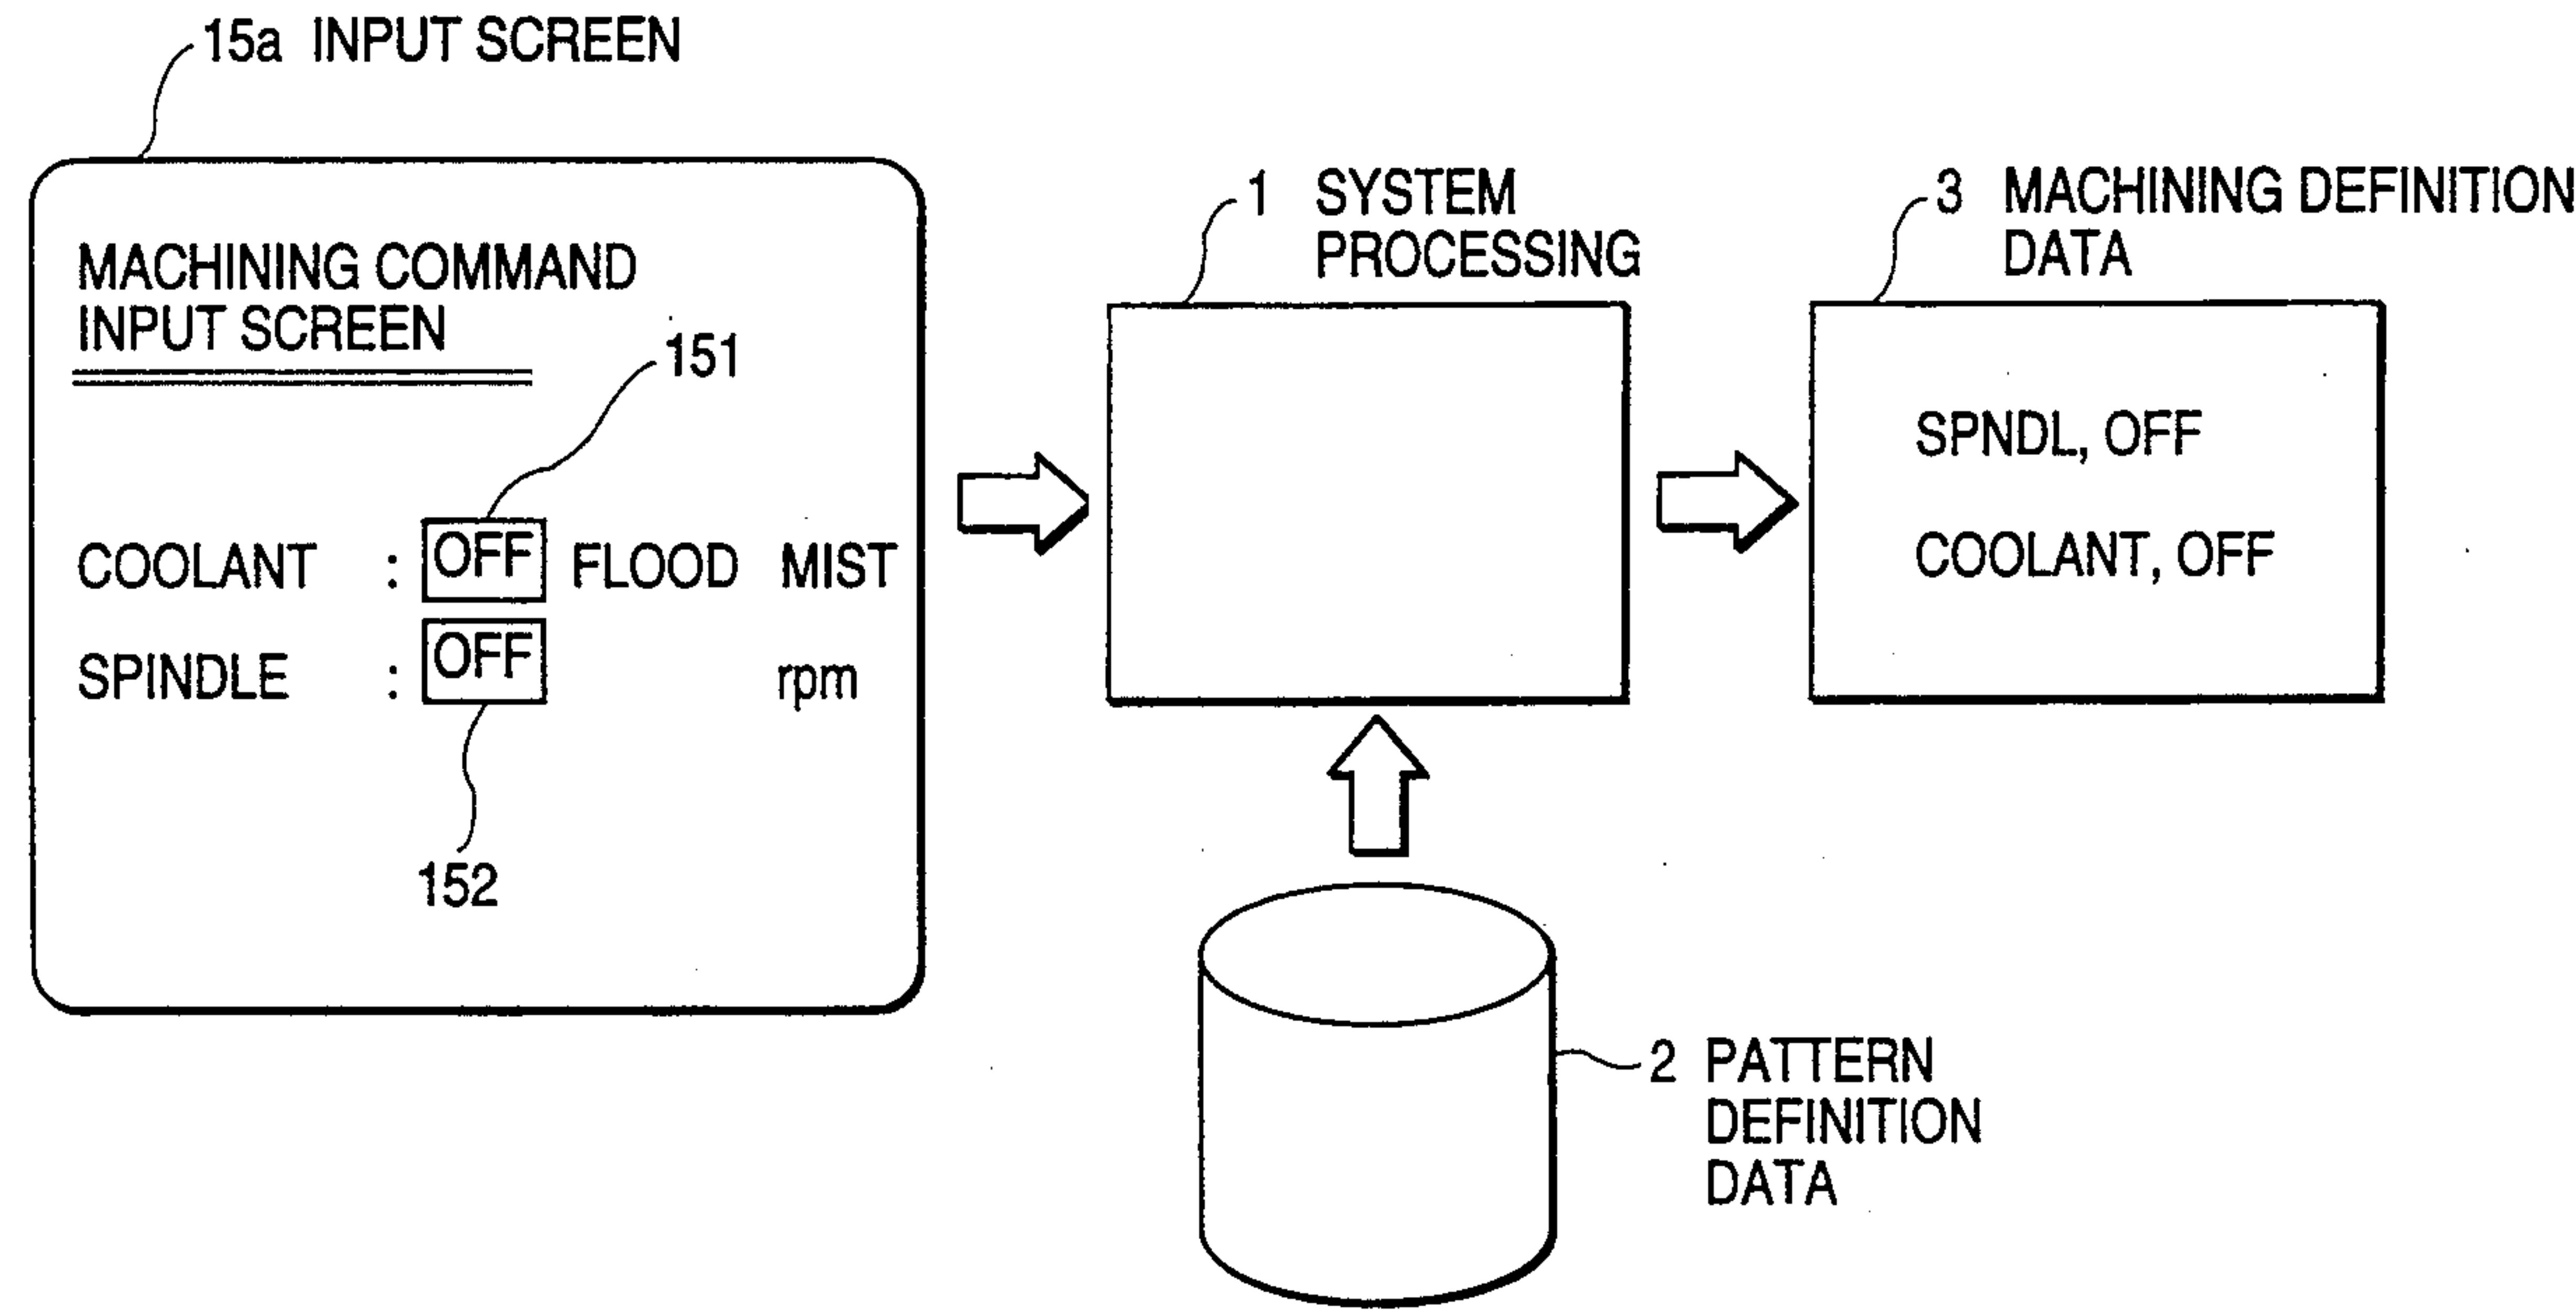 15a INPUT SCREEN
MACHINING COMMAND
INPUT SCREEN
151
COOLANT : OFF FLOOD MIST
SPINDLE : OFF rpm
152
1 SYSTEM
PROCESSING
3 MACHINING DEFINITION
DATA
SPNDL, OFF
COOLANT, OFF
2 PATTERN
DEFINITION
DATA